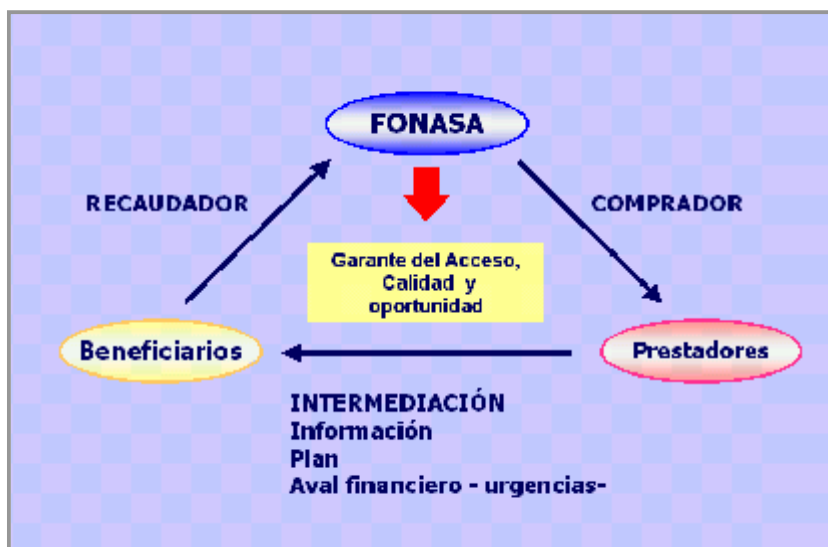 FONASA
RECAUDADOR
COMPRADOR
Garante del Acceso,
Calidad y
oportunidad
Beneficiarios
Prestadores
INTERMEDIACIÓN
Información
Plan
Aval financiero - urgencias-